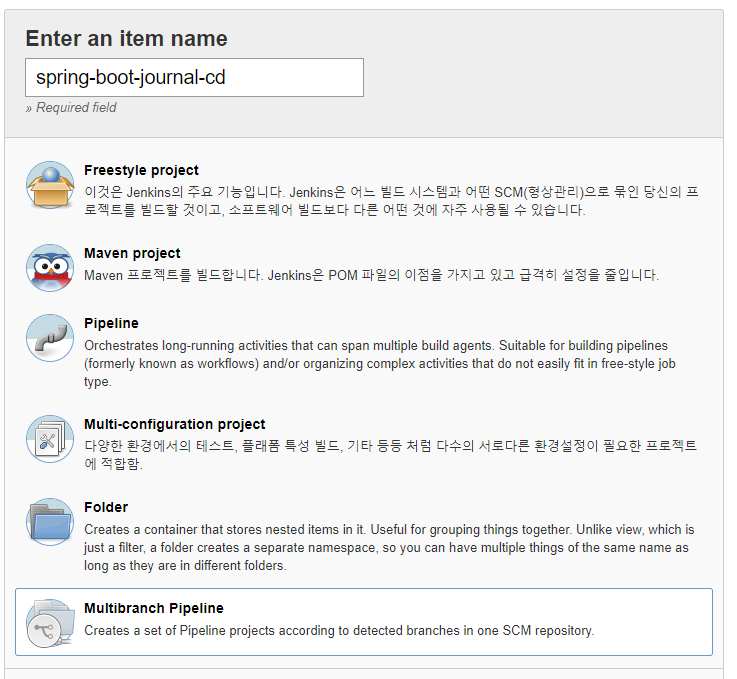 Enter an item name
spring-boot-journal-cd
» Required field
Freestyle project
이것은 Jenkins의 주요 기능입니다. Jenkins은 어느 빌드 시스템과 어떤 SCM(형상관리)으로 묶인 당신의 프
로젝트를 빌드할 것이고, 소프트웨어 빌드보다 다른 어떤 것에 자주 사용될 수 있습니다.
Maven project
Maven 프로젝트를 빌드합니다. Jenkins은 POM 파일의 이점을 가지고 있고 급격히 설정을 줄입니다.
Pipeline
Orchestrates long-running activities that can span multiple build agents. Suitable for building pipelines
(formerly known as workflows) and/or organizing complex activities that do not easily fit in free-style job
type.
Multi-configuration project
다양한 환경에서의 테스트, 플래폼 특성 빌드, 기타 등등 처럼 다수의 서로다른 환경설정이 필요한 프로젝트
에 적합함.
Folder
Creates a container that stores nested items in it. Useful for grouping things together. Unlike view, which is
just a filter, a folder creates a separate namespace, so you can have multiple things of the same name as
long as they are in different folders.
Multibranch Pipeline
Creates a set of Pipeline projects according to detected branches in one SCM repository.